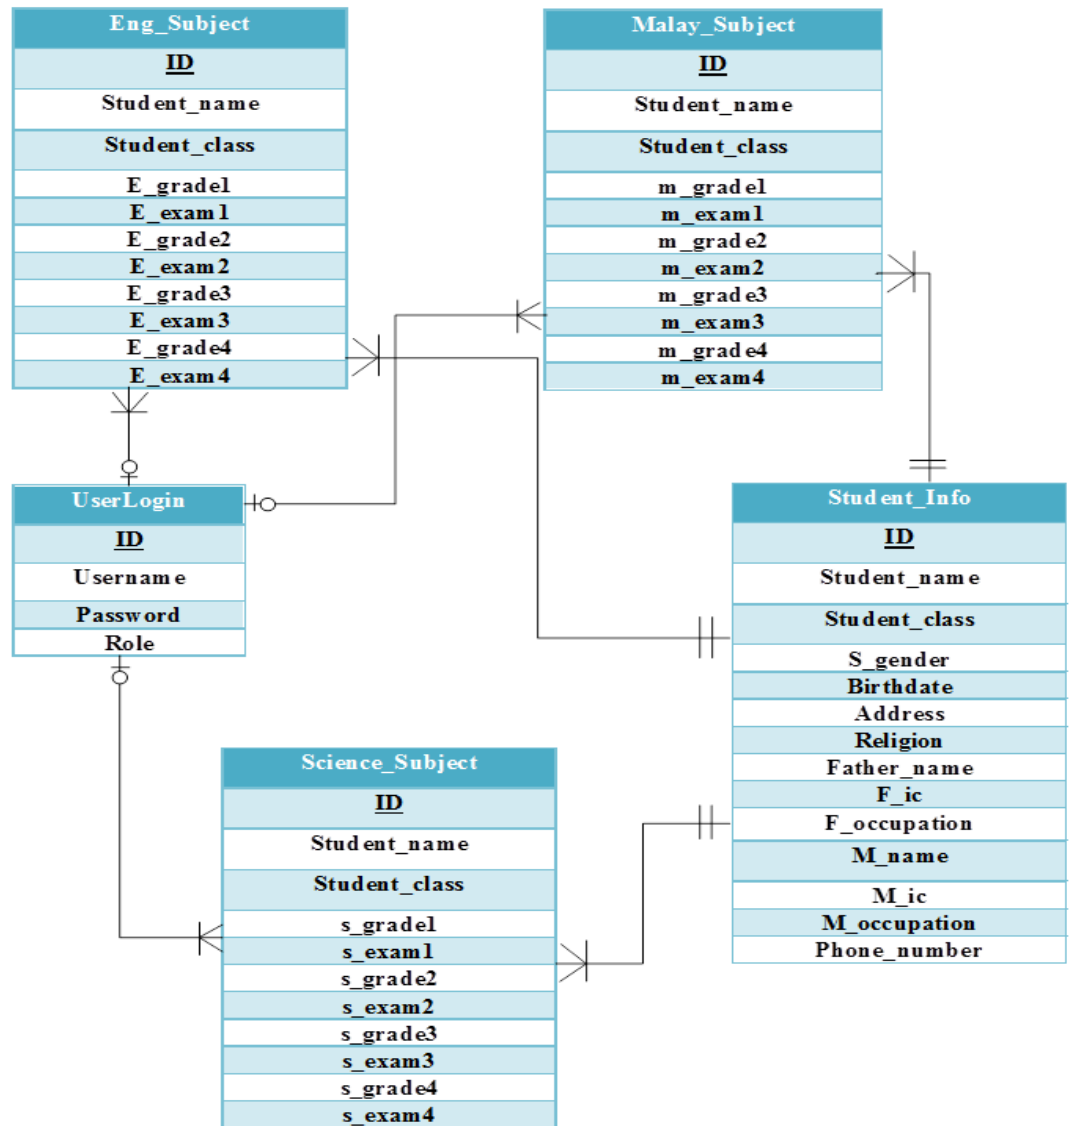 Eng_Subject
ID
Student_name
Student_class
E_grade1
E_exam1
E_grade2
E_exam2
E_grade3
E_exam3
E_grade4
E_exam4
Malay_Subject
ID
Student_name
Student_class
m_grade1
m_exam1
m_grade2
m_exam2
m_grade3
m_exam3
m_grade4
m_exam4
UserLogin
ID
Username
Password
Role
Student_Info
ID
Student_name
Student_class
S_gender
Birthdate
Address
Religion
Father_name
F_ic
F_occupation
M_name
M_ic
M_occupation
Phone_number
Science_Subject
ID
Student_name
Student_class
s_grade1
s_exam1
s_grade2
s_exam2
s_grade3
s_exam3
s_grade4
s_exam4